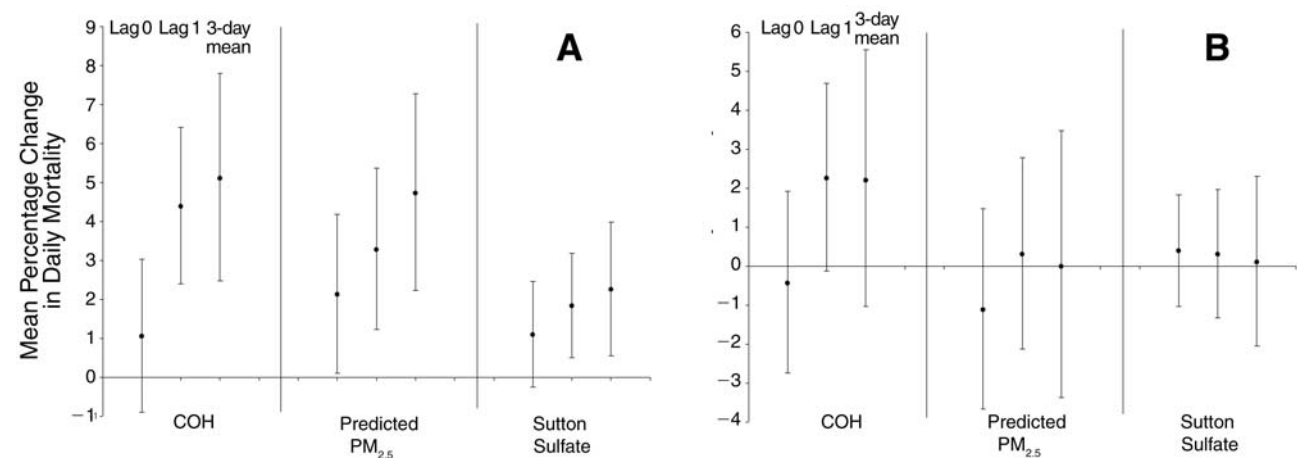 Mean Percentage Change
in Daily Mortality
9
8
7
6
5
4
3
2
1
0
−1
Lag 0 Lag 1 3-day
mean
A
COH
Predicted
PM2.5
Sutton
Sulfate
6
5
4
3
2
1
0
−1
−2
−3
−4
Lag 0 Lag 1 3-day
mean
B
COH
Predicted
PM2.5
Sutton
Sulfate